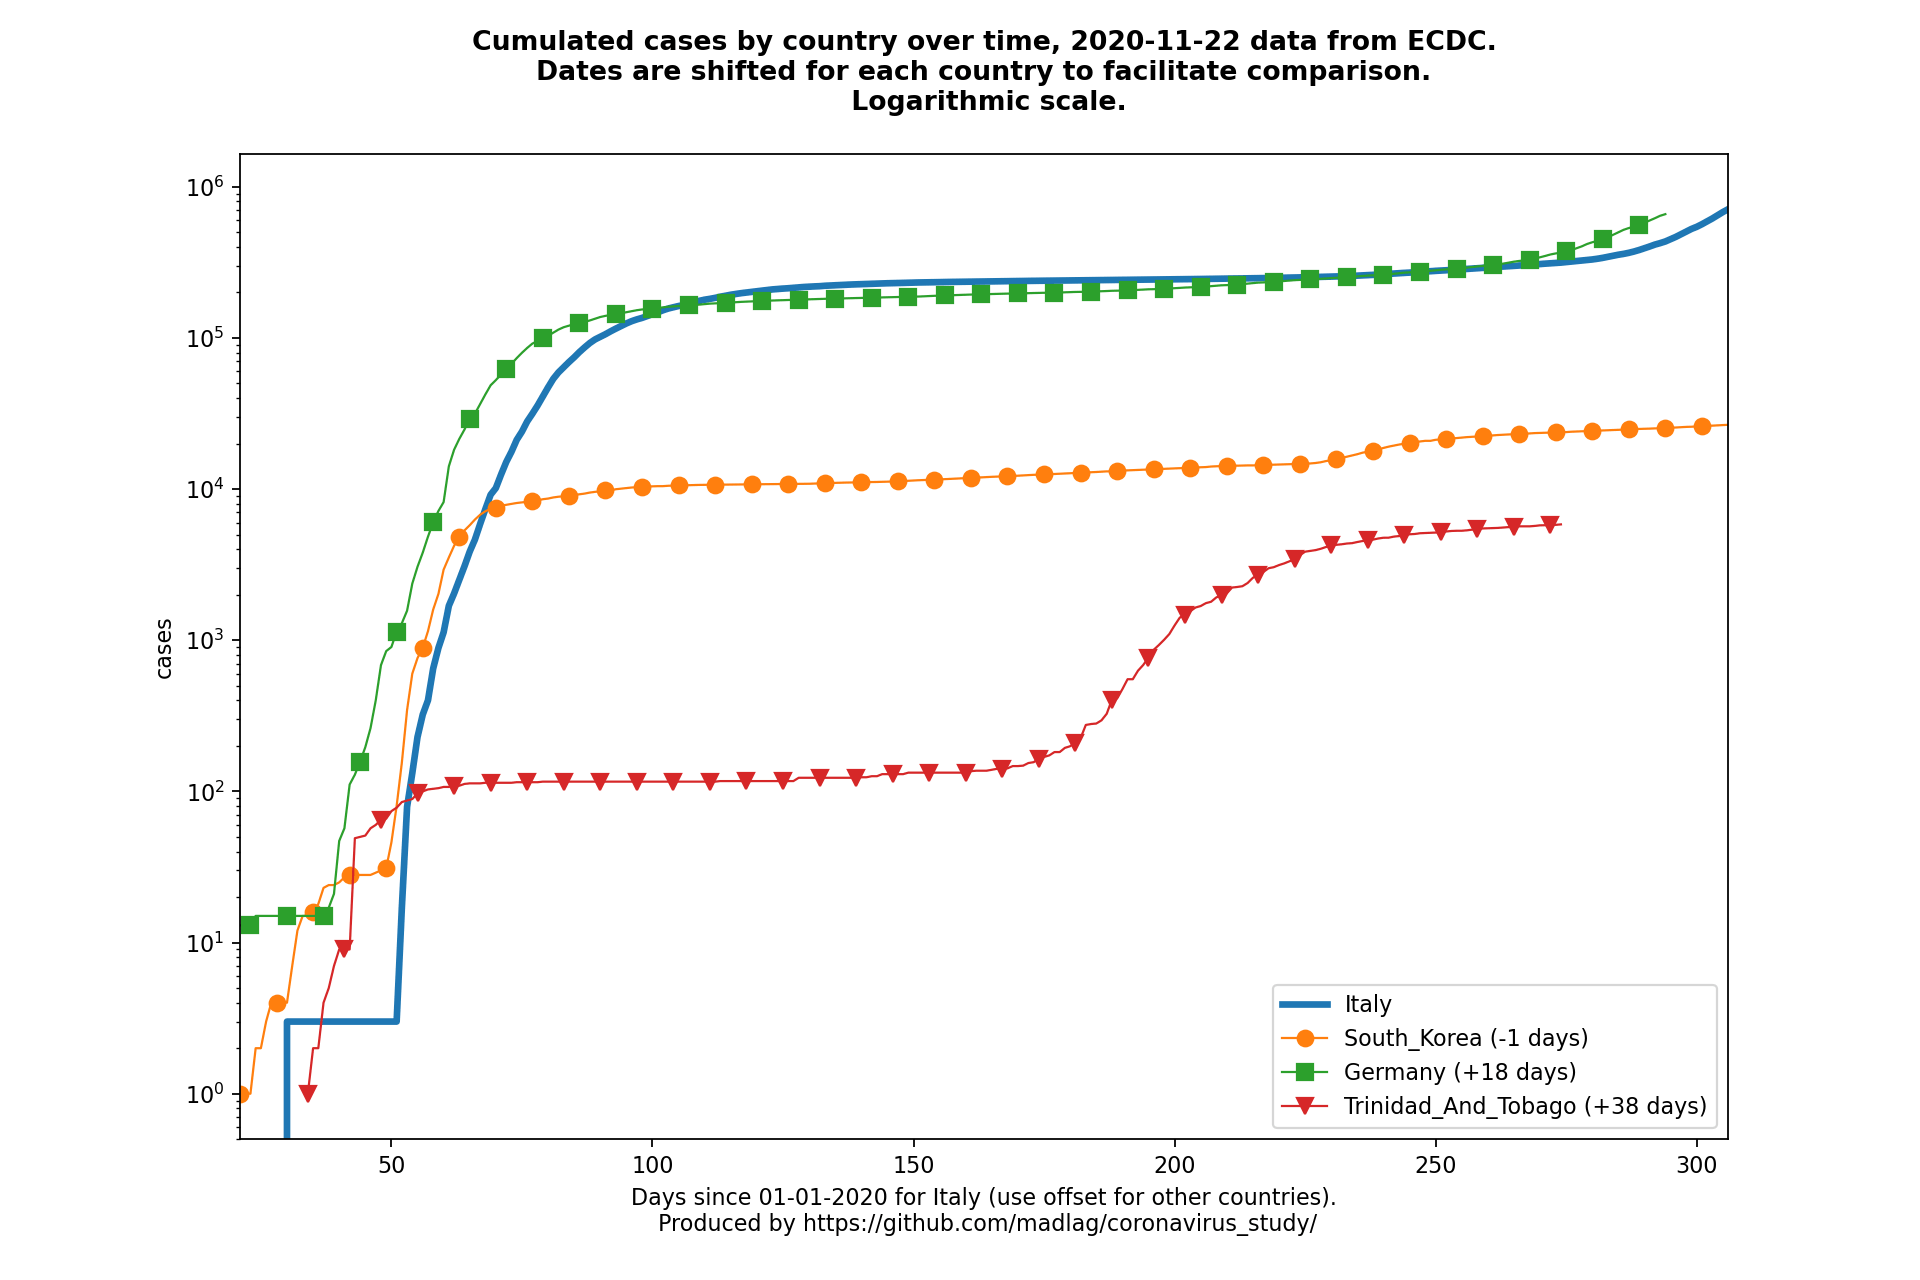 Cumulated cases by country over time, 2020-11-22 data from ECDC.
Dates are shifted for each country to facilitate comparison.
Logarithmic scale.
10^6
10^5
10^4
10^3
10^2
10^1
10^0
cases
Italy
South_Korea (-1 days)
Germany (+18 days)
Trinidad_And_Tobago (+38 days)
50 100 150 200 250 300
Days since 01-01-2020 for Italy (use offset for other countries).
Produced by https://github.com/madlag/coronavirus_study/